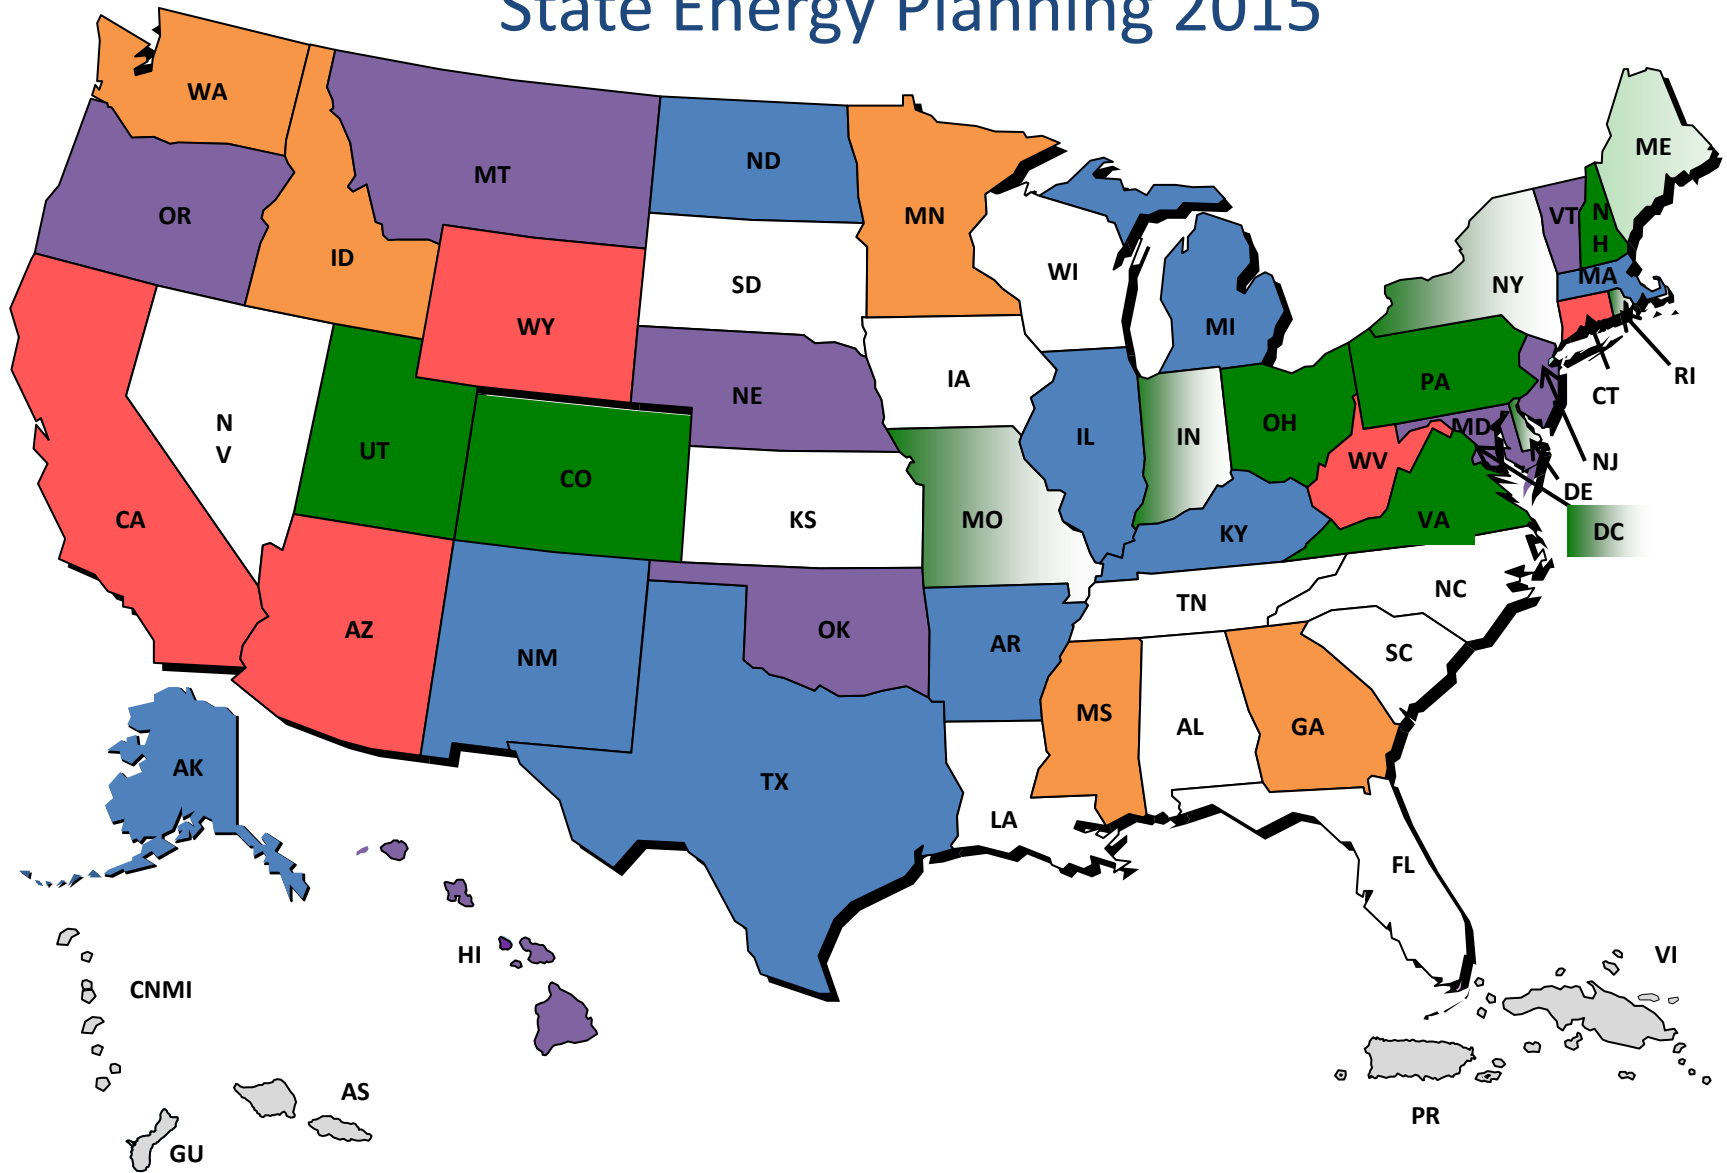 State Energy Planning 2015
WA
MT
ND
MN
OR
ID
SD
WI
WY
MI
ME
VT
N
H
MA
NY
NE
IA
PA
RI
CT
N
V
UT
CO
IL
IN
OH
WV
MD
NJ
DE
CA
KS
MO
KY
VA
DC
AZ
NM
OK
AR
TN
NC
SC
MS
AL
GA
AK
TX
LA
FL
HI
CNMI
VI
AS
GU
PR